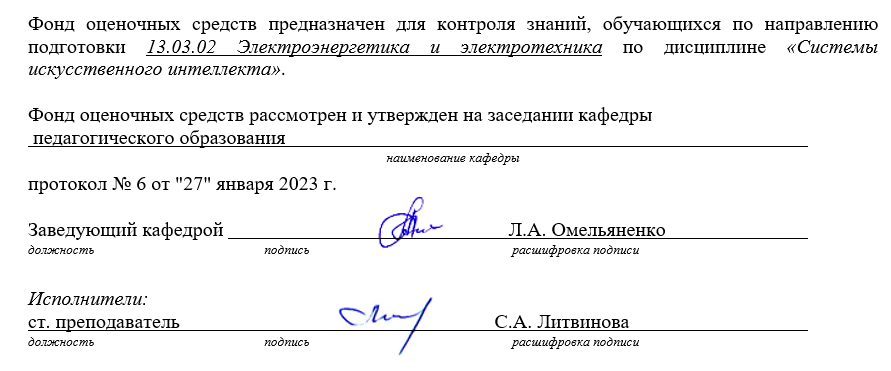 Фонд оценочных средств предназначен для контроля знаний, обучающихся по направлению
подготовки 13.03.02 Электроэнергетика и электротехника по дисциплине «Системы
искусственного интеллекта».
Фонд оценочных средств рассмотрен и утвержден на заседании кафедры
педагогического образования
наименование кафедры
протокол № 6 от "27" января 2023 г.
Заведующий кафедрой Л.А. Омельяненко
должность подпись расшифровка подписи
Исполнители:
ст. преподаватель С.А. Литвинова
должность подпись расшифровка подписи